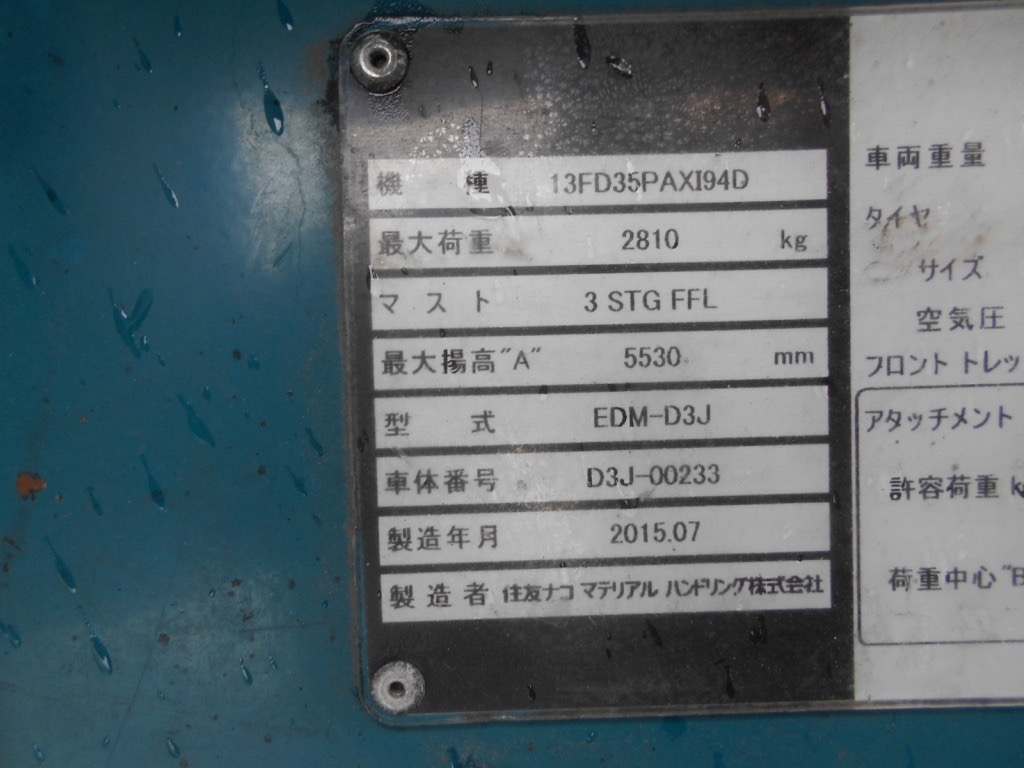 機種 13FD35PAXI94D
最大荷重 2810 kg
マスト 3 STG FFL
最大揚高"A" 5530 mm
型式 EDM-D3J
車体番号 D3J-00233
製造年月 2015.07
製造者 住友ナコ マテリアル ハンドリング株式会社
車両重量
タイヤ
サイズ
空気圧
フロント トレッ
アタッチメント
許容荷重 k
荷重中心"B